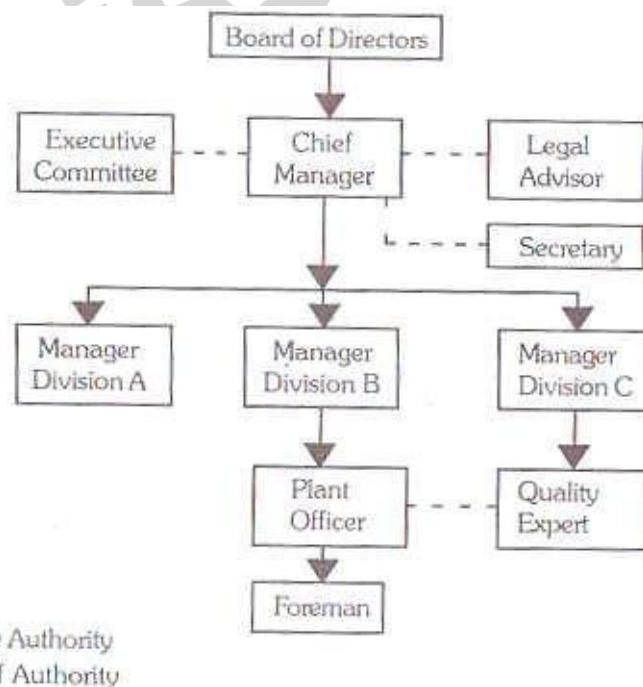 Board of Directors
Executive
Committee
Chief
Manager
Legal
Advisor
Secretary
Manager
Division A
Manager
Division B
Manager
Division C
Plant
Officer
Quality
Expert
Foreman
Authority
Authority